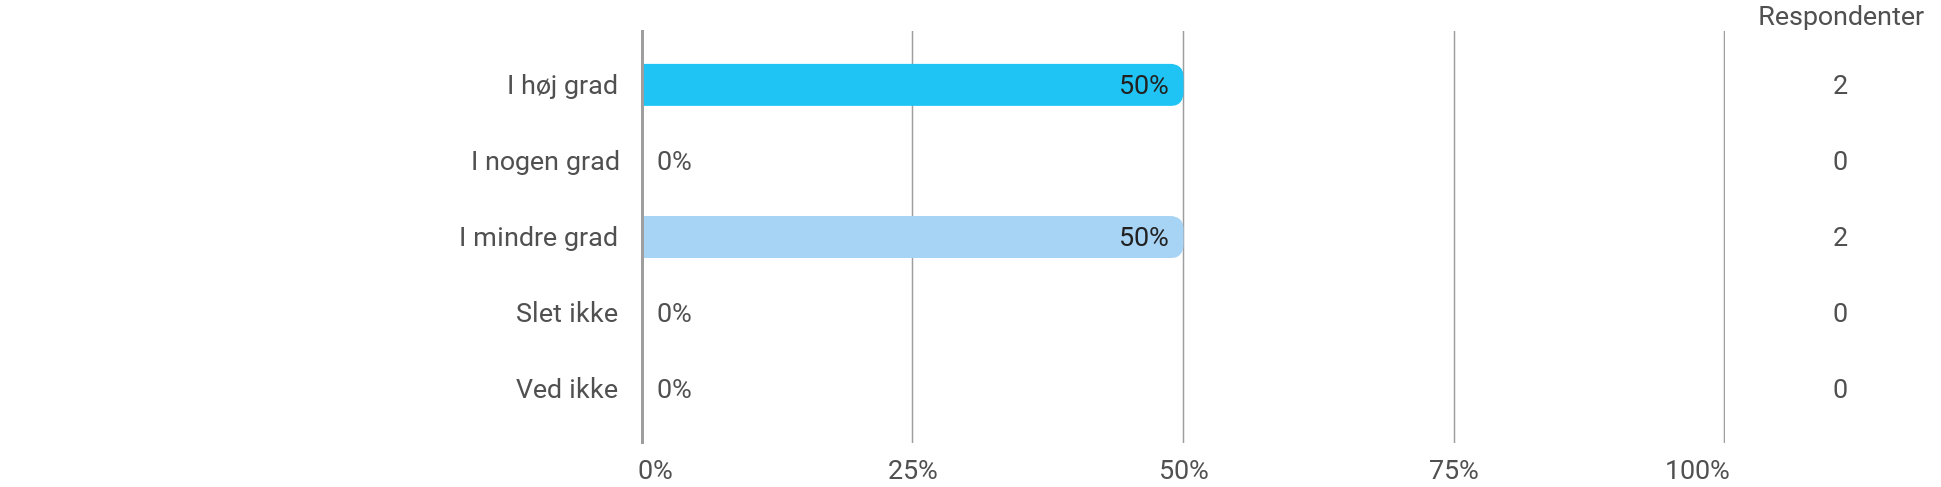 Respondenter
I høj grad 50% 2
I nogen grad 0% 0
I mindre grad 50% 2
Slet ikke 0% 0
Ved ikke 0% 0
0% 25% 50% 75% 100%